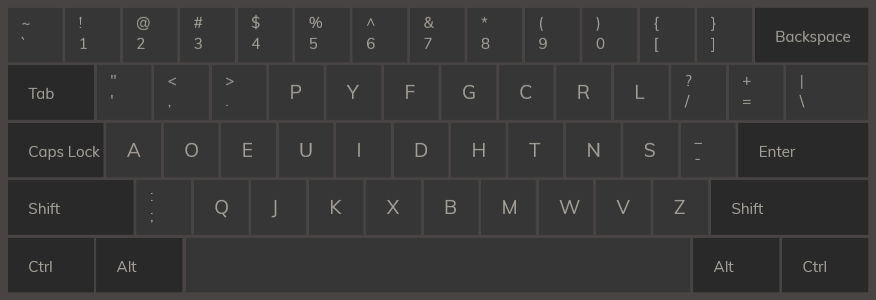 ~ ! @ # $ % ^ & * ( ) { }
` 1 2 3 4 5 6 7 8 9 0 [ ] Backspace
" < > ? + |
Tab ' , . P Y F G C R L / = \
Caps Lock A O E U I D H T N S _ - Enter
Shift : ; Q J K X B M W V Z Shift
Ctrl Alt Alt Ctrl